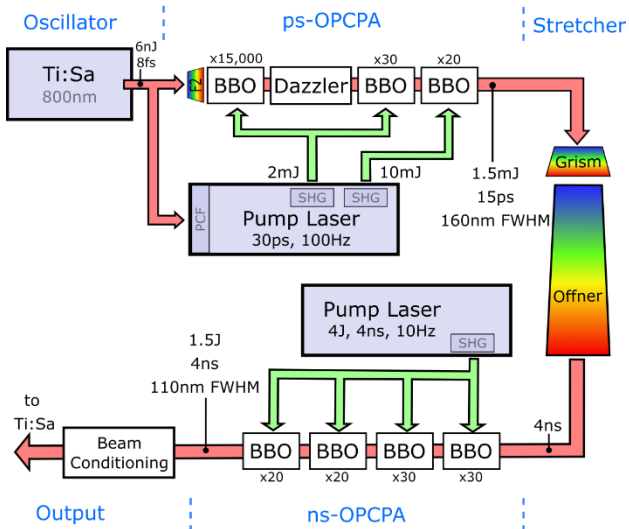 Oscillator
ps-OPCPA
Stretcher
6nJ
8fs
Ti:Sa
800nm
F2
x15,000
BBO
Dazzler
x30
BBO
x20
BBO
2mJ
10mJ
1.5mJ
15ps
160nm FWHM
Grism
PCF
SHG
SHG
Pump Laser
30ps, 100Hz
Offner
Pump Laser
4J, 4ns, 10Hz
SHG
1.5J
4ns
110nm FWHM
to
Ti:Sa
Beam
Conditioning
BBO
BBO
BBO
BBO
x20
x20
x30
x30
4ns
Output
ns-OPCPA